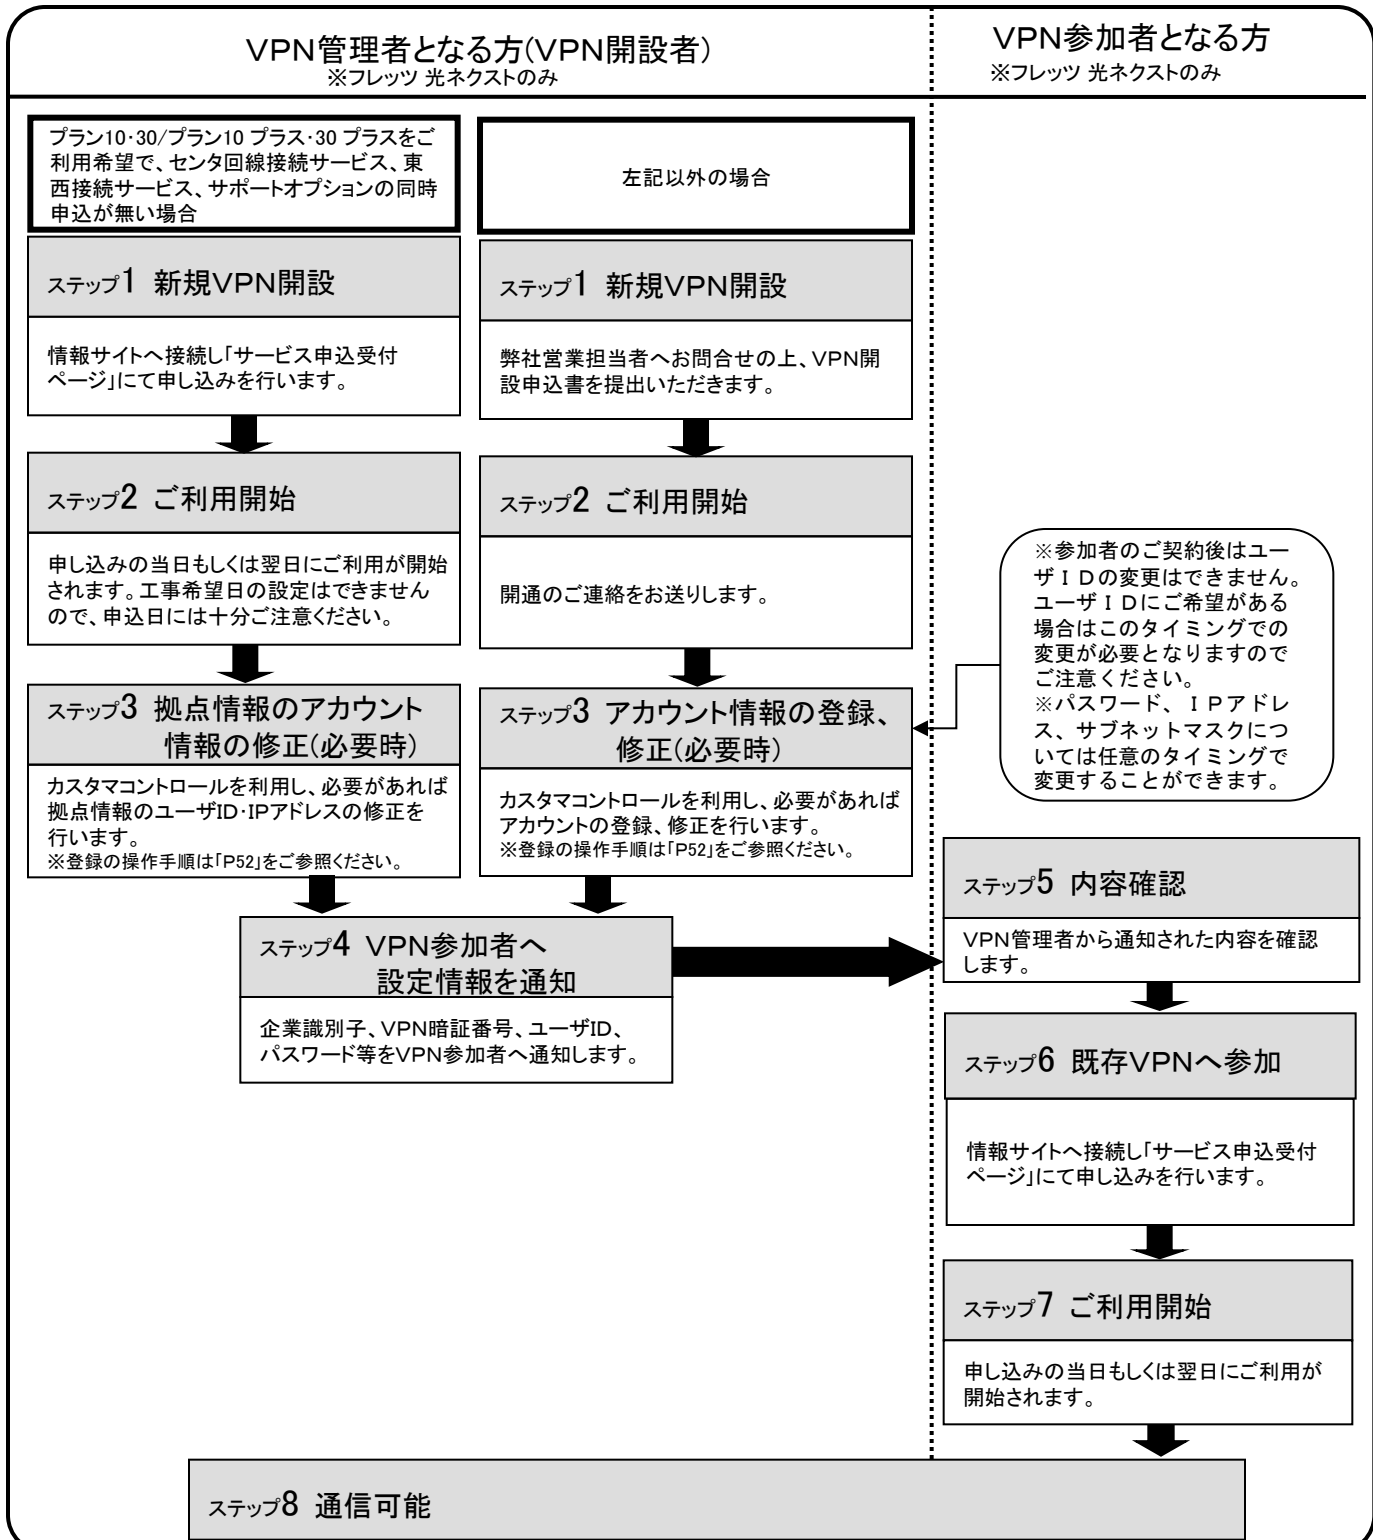 VPN管理者となる方(VPN開設者)
※フレッツ 光ネクストのみ
VPN参加者となる方
※フレッツ 光ネクストのみ
プラン10・30/プラン10 プラス・30 プラスをご
利用希望で、センタ回線接続サービス、東
西接続サービス、サポートオプションの同時
申込が無い場合
左記以外の場合
ステップ1 新規VPN開設
情報サイトへ接続し「サービス申込受付
ページ」にて申し込みを行います。
ステップ1 新規VPN開設
弊社営業担当者へお問合せの上、VPN開
設申込書を提出いただきます。
ステップ2 ご利用開始
申し込みの当日もしくは翌日にご利用が開始
されます。工事希望日の設定はできません
ので、申込日には十分ご注意ください。
ステップ2 ご利用開始
開通のご連絡をお送りします。
ステップ3 拠点情報のアカウント
情報の修正(必要時)
カスタマコントロールを利用し、必要があれば
拠点情報のユーザID・IPアドレスの修正を
行います。
※登録の操作手順は「P52」をご参照ください。
ステップ3 アカウント情報の登録、
修正(必要時)
カスタマコントロールを利用し、必要があれば
アカウントの登録、修正を行います。
※登録の操作手順は「P52」をご参照ください。
※参加者のご契約後はユー
ザIDの変更はできません。
ユーザIDにご希望がある
場合はこのタイミングでの
変更が必要となりますので
ご注意ください。
※パスワード、IPアドレ
ス、サブネットマスクにつ
いては任意のタイミングで
変更することができます。
ステップ4 VPN参加者へ
設定情報を通知
企業識別子、VPN暗証番号、ユーザID、
パスワード等をVPN参加者へ通知します。
ステップ5 内容確認
VPN管理者から通知された内容を確認
します。
ステップ6 既存VPNへ参加
情報サイトへ接続し「サービス申込受付
ページ」にて申し込みを行います。
ステップ7 ご利用開始
申し込みの当日もしくは翌日にご利用が
開始されます。
ステップ8 通信可能